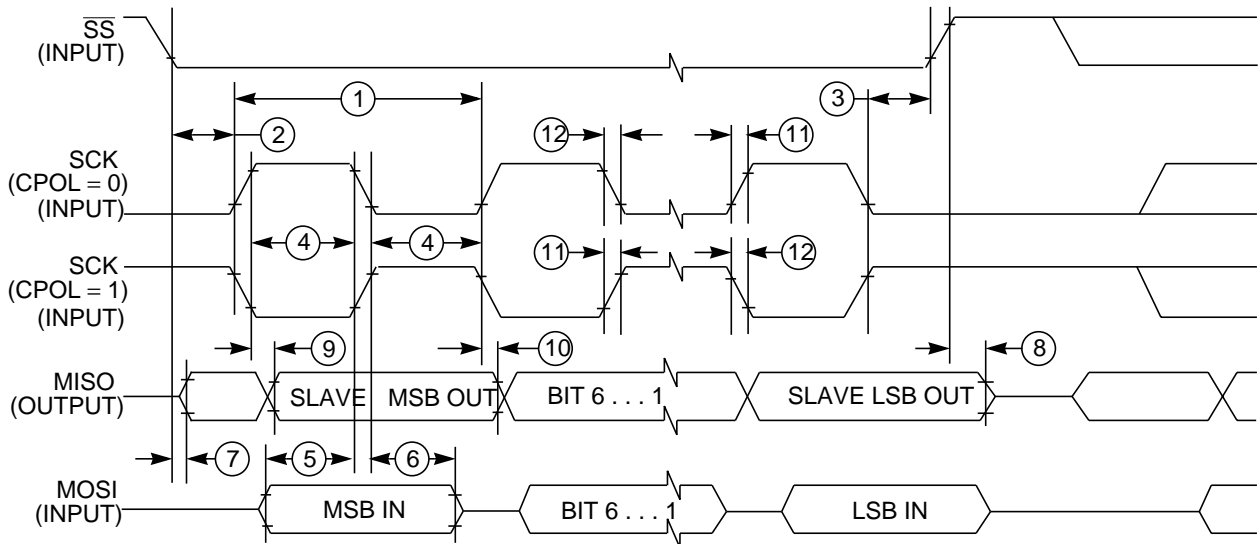 SS
(INPUT)
1
3
2
12
11
SCK
(CPOL = 0)
(INPUT)
4
4
11
12
SCK
(CPOL = 1)
(INPUT)
9
10
8
MISO
(OUTPUT)
SLAVE MSB OUT
BIT 6 . . . 1
SLAVE LSB OUT
7
5
6
MOSI
(INPUT)
MSB IN
BIT 6 . . . 1
LSB IN